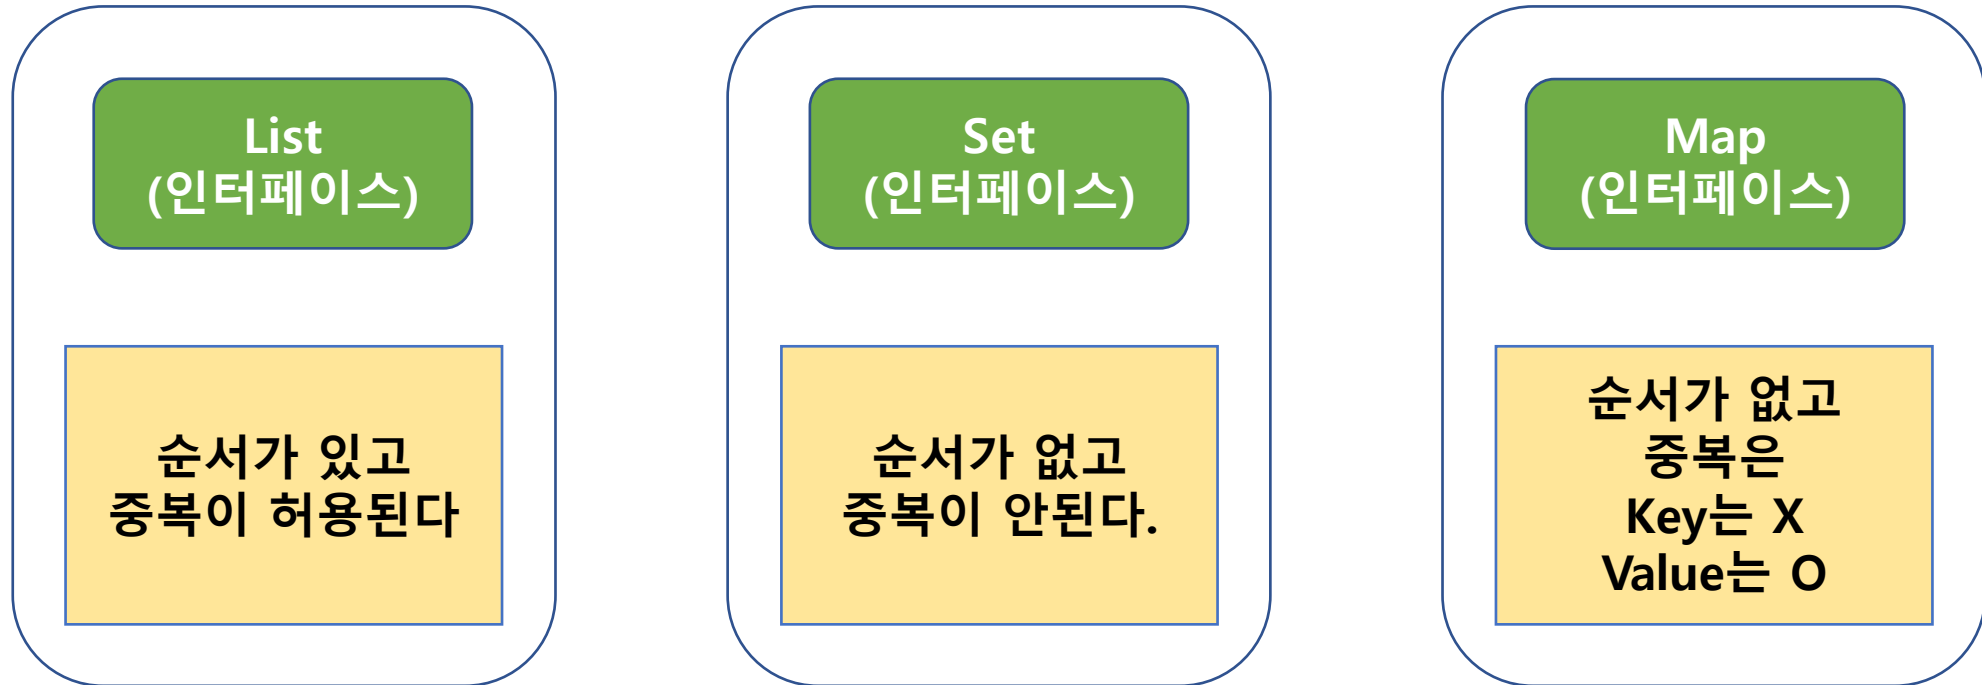 List
(인터페이스)
순서가 있고
중복이 허용된다
Set
(인터페이스)
순서가 없고
중복이 안된다.
Map
(인터페이스)
순서가 없고
중복은
Key는 X
Value는 O